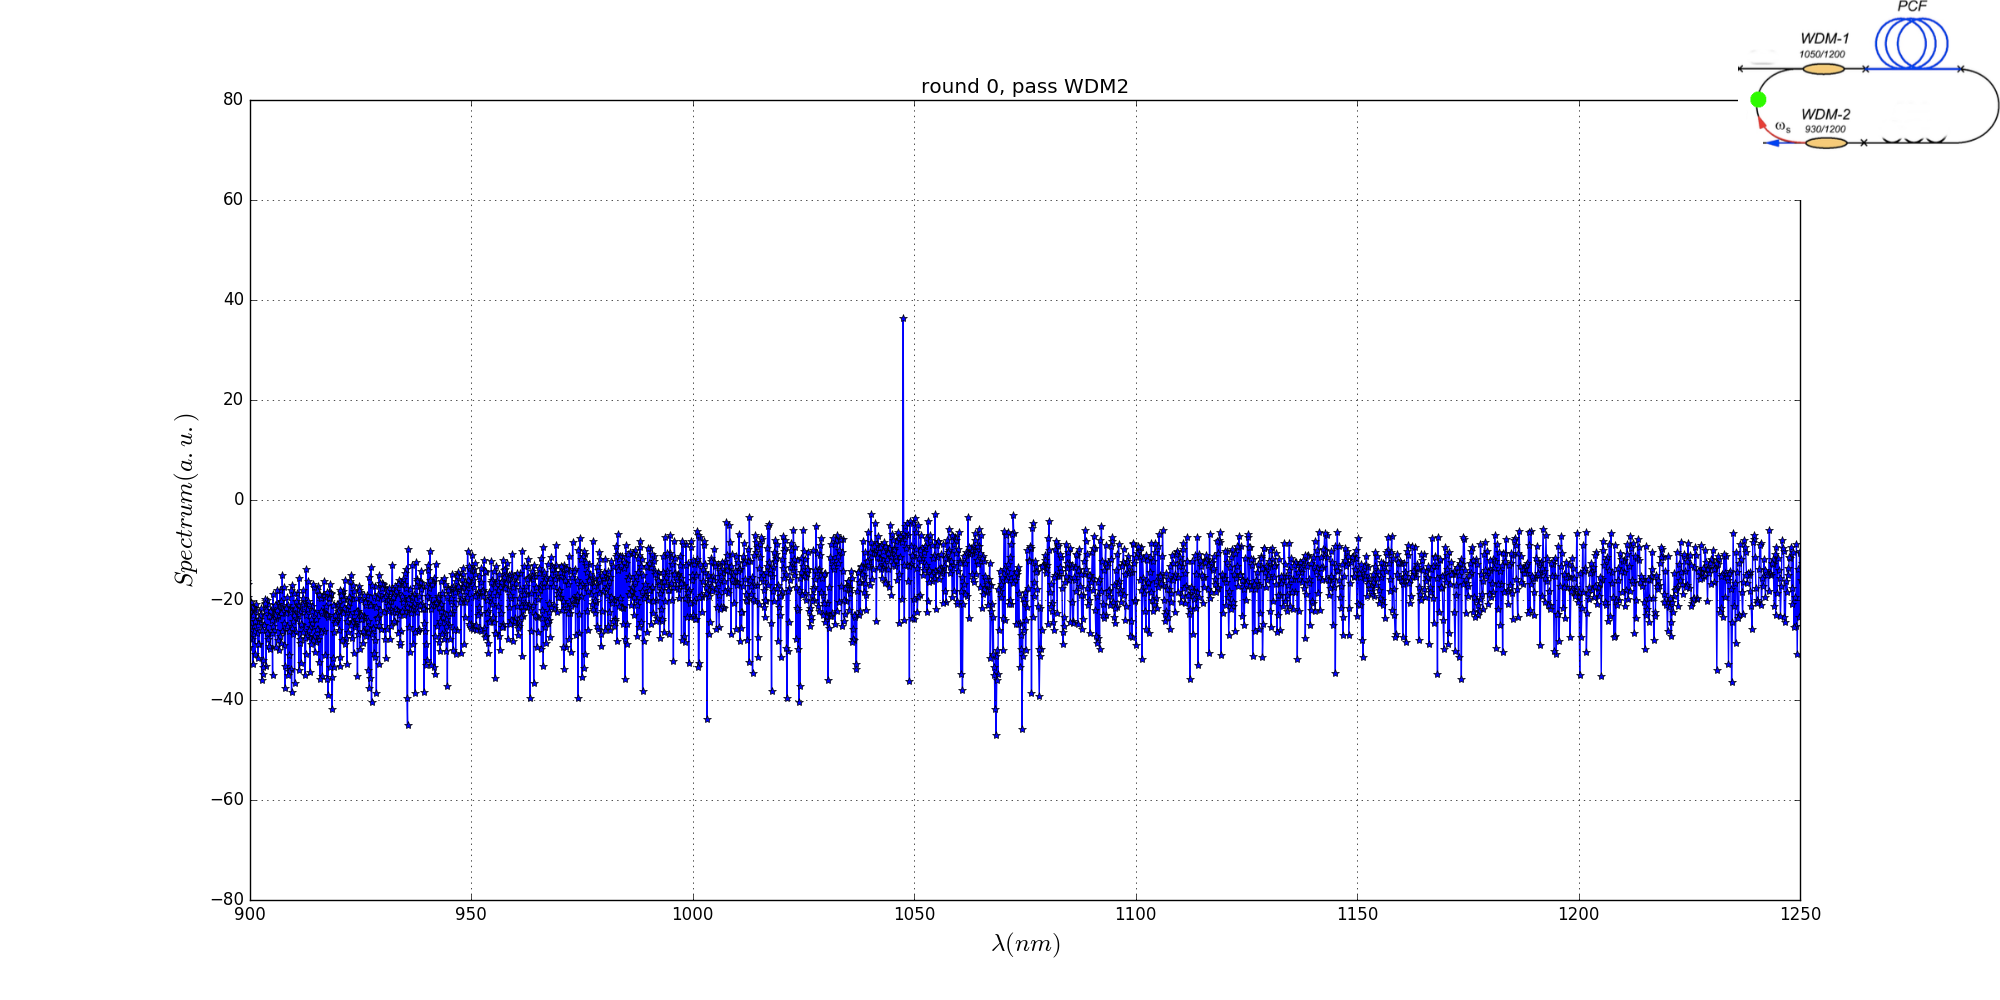 PCF
WDM-1
1050/1200
round 0, pass WDM2
80
WDM-2
ωs
930/1200
60
40
20
0
−20
−40
−60
−80
Spectrum(a.u.)
900 950 1000 1050 1100 1150 1200 1250
λ(nm)